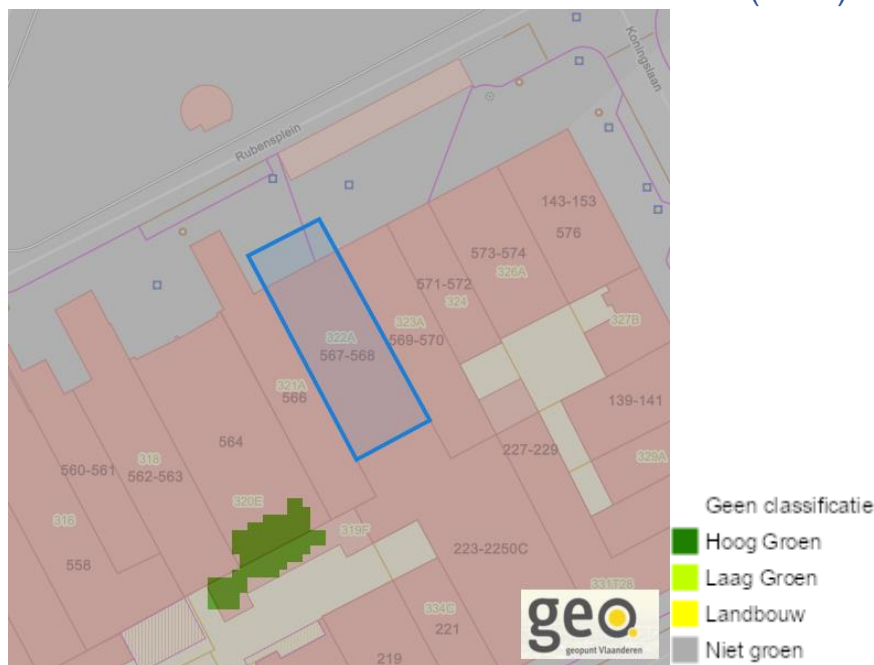 Koningslaan
Rubensplein
143-153
576
573-574
326A
571-572
324
327B
323A
569-570
322A
567-568
321A
566
139-141
564
227-229
329A
560-561
318
562-563
320E
316
319F
558
223-2250C
331T28
334C
221
219
geo
geopunt Vlaanderen
Geen classificatie
Hoog Groen
Laag Groen
Landbouw
Niet groen